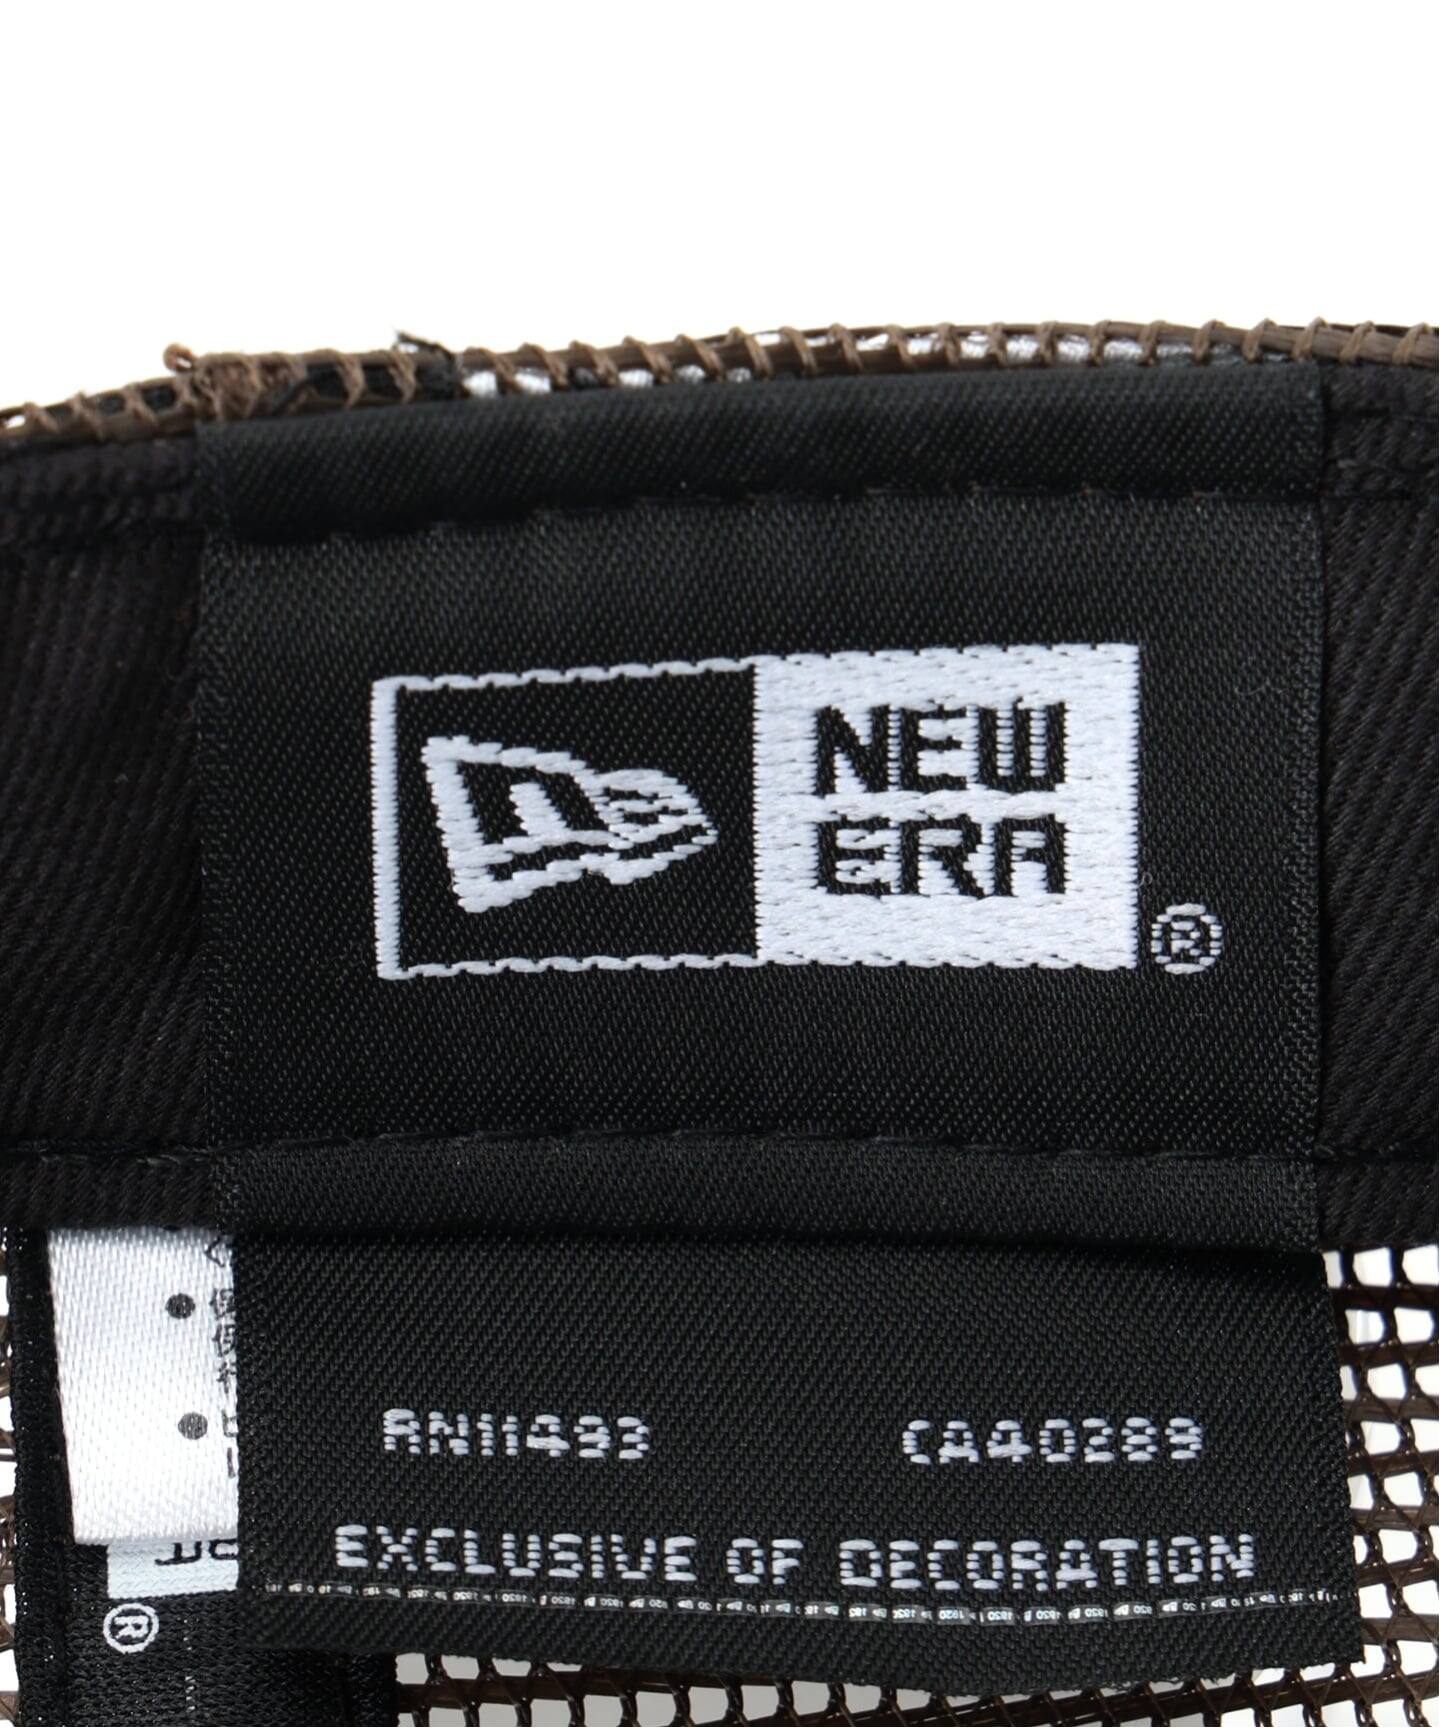 NEW
ERA
®
RN11493 CA40289
EXCLUSIVE OF DECORATION
®